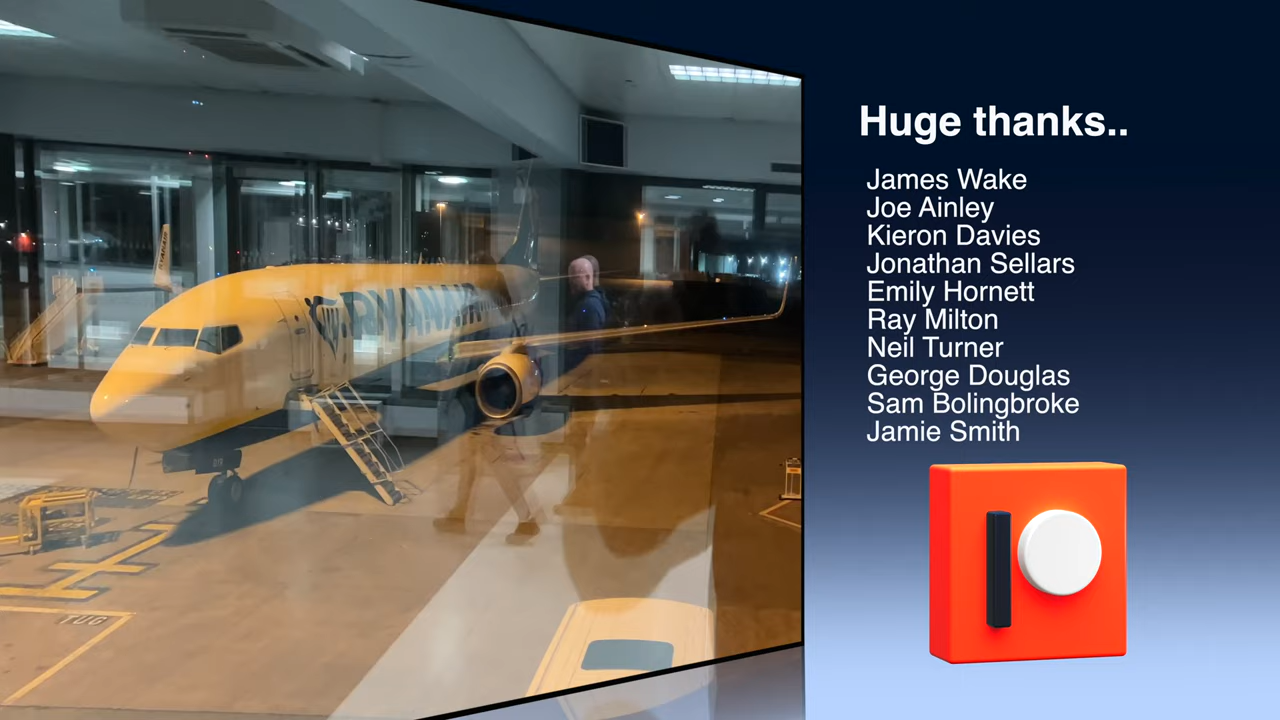 RYANAIR
TUG
Huge thanks..
James Wake
Joe Ainley
Kieron Davies
Jonathan Sellars
Emily Hornett
Ray Milton
Neil Turner
George Douglas
Sam Bolingbroke
Jamie Smith